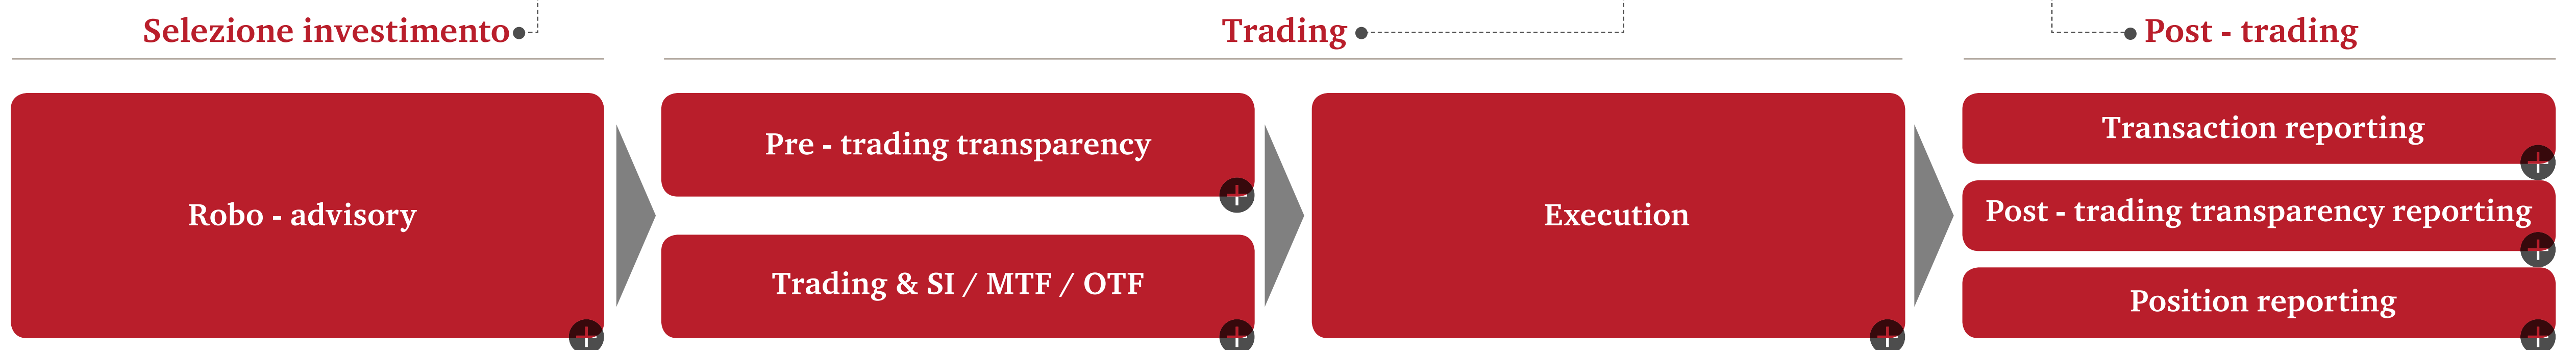 Selezione investimento
Trading
Post - trading
Robo - advisory
Pre - trading transparency
Trading & SI / MTF / OTF
Execution
Transaction reporting
Post - trading transparency reporting
Position reporting